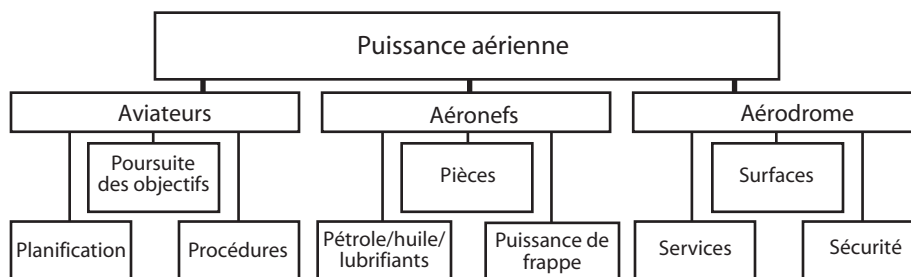 Puissance aérienne
Aviateurs
Aéronefs
Aérodrome
Poursuite
des objectifs
Pièces
Surfaces
Planification
Procédures
Pétrole/huile/
lubrifiants
Puissance de
frappe
Services
Sécurité